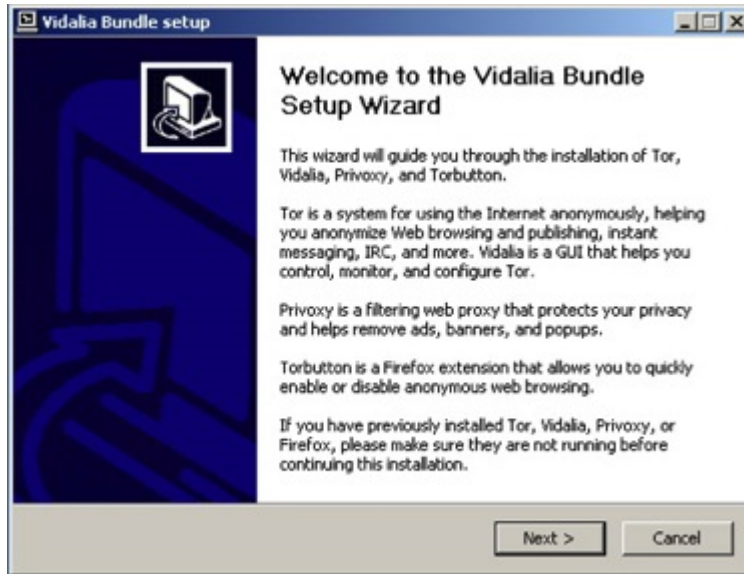 Vidalia Bundle setup
Welcome to the Vidalia Bundle
Setup Wizard
This wizard will guide you through the installation of Tor,
Vidalia, Privoxy, and Torbutton.
Tor is a system for using the Internet anonymously, helping
you anonymize Web browsing and publishing, instant
messaging, IRC, and more. Vidalia is a GUI that helps you
control, monitor, and configure Tor.
Privoxy is a filtering web proxy that protects your privacy
and helps remove ads, banners, and popups.
Torbutton is a Firefox extension that allows you to quickly
enable or disable anonymous web browsing.
If you have previously installed Tor, Vidalia, Privoxy, or
Firefox, please make sure they are not running before
continuing this installation.
Next >
Cancel